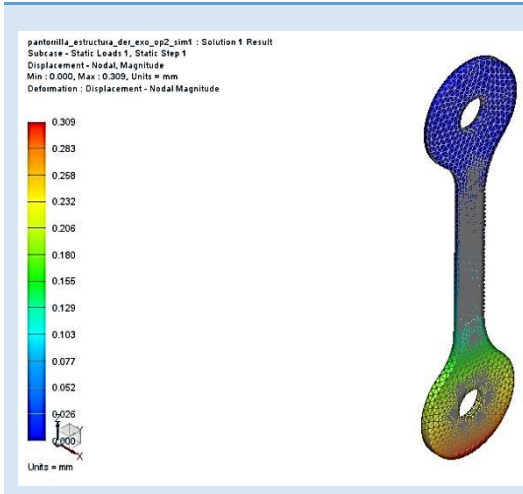 pantorrilla_estructura_der_exo_op2_sim1 : Solution 1 Result
Subcase - Static Loads 1, Static Step 1
Displacement - Nodal, Magnitude
Min : 0.000, Max : 0.309, Units = mm
Deformation : Displacement - Nodal Magnitude
0.309
0.283
0.258
0.232
0.206
0.180
0.155
0.129
0.103
0.077
0.052
0.026
0.000
Z
Y
X
Units = mm